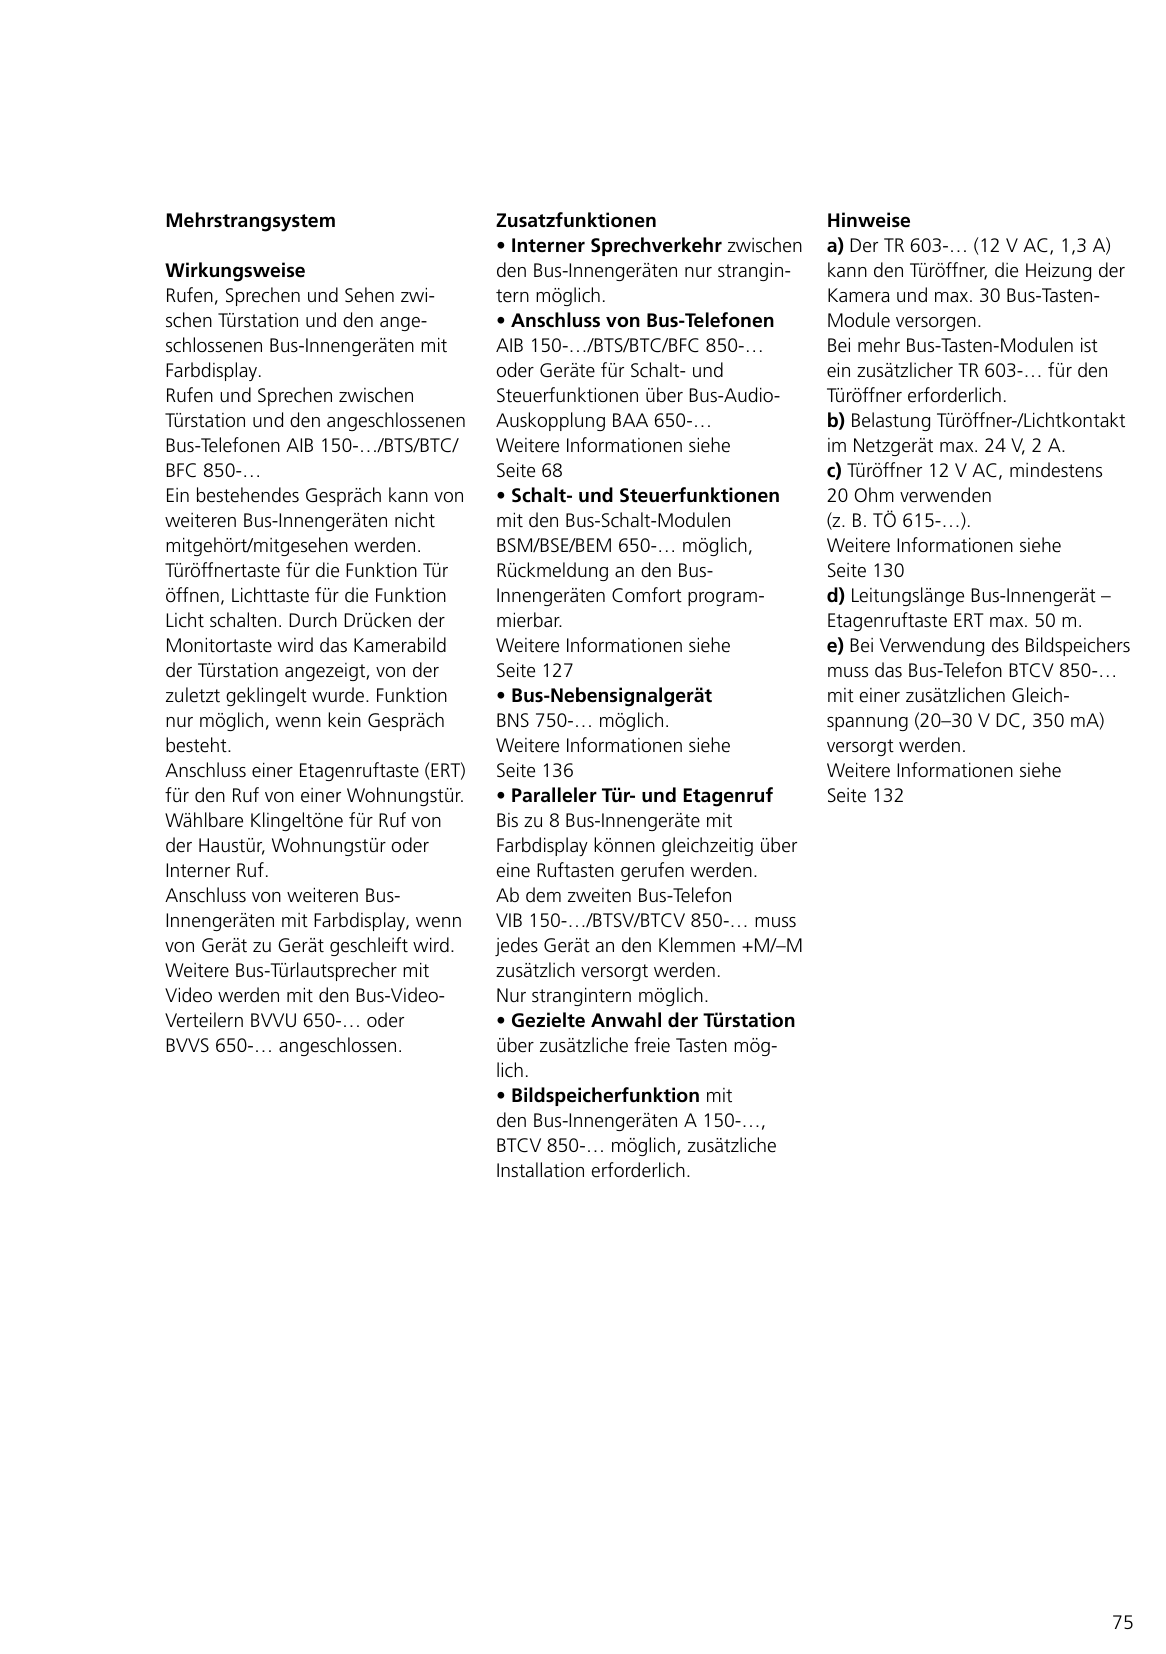 Mehrstrangsystem
Wirkungsweise
Rufen, Sprechen und Sehen zwi-
schen Türstation und den ange-
schlossenen Bus-Innengeräten mit
Farbdisplay.
Rufen und Sprechen zwischen
Türstation und den angeschlossenen
Bus-Telefonen AIB 150-…/BTS/BTC/
BFC 850-…
Ein bestehendes Gespräch kann von
weiteren Bus-Innengeräten nicht
mitgehört/mitgesehen werden.
Türöffnertaste für die Funktion Tür
öffnen, Lichttaste für die Funktion
Licht schalten. Durch Drücken der
Monitortaste wird das Kamerabild
der Türstation angezeigt, von der
zuletzt geklingelt wurde. Funktion
nur möglich, wenn kein Gespräch
besteht.
Anschluss einer Etagenruftaste (ERT)
für den Ruf von einer Wohnungstür.
Wählbare Klingeltöne für Ruf von
der Haustür, Wohnungstür oder
Interner Ruf.
Anschluss von weiteren Bus-
Innengeräten mit Farbdisplay, wenn
von Gerät zu Gerät geschleift wird.
Weitere Bus-Türlautsprecher mit
Video werden mit den Bus-Video-
Verteilern BVVU 650-… oder
BVVS 650-… angeschlossen.
Zusatzfunktionen
• Interner Sprechverkehr zwischen
den Bus-Innengeräten nur strangin-
tern möglich.
• Anschluss von Bus-Telefonen
AIB 150-…/BTS/BTC/BFC 850-…
oder Geräte für Schalt- und
Steuerfunktionen über Bus-Audio-
Auskopplung BAA 650-…
Weitere Informationen siehe
Seite 68
• Schalt- und Steuerfunktionen
mit den Bus-Schalt-Modulen
BSM/BSE/BEM 650-… möglich,
Rückmeldung an den Bus-
Innengeräten Comfort program-
mierbar.
Weitere Informationen siehe
Seite 127
• Bus-Nebensignalgerät
BNS 750-… möglich.
Weitere Informationen siehe
Seite 136
• Paralleler Tür- und Etagenruf
Bis zu 8 Bus-Innengeräte mit
Farbdisplay können gleichzeitig über
eine Ruftasten gerufen werden.
Ab dem zweiten Bus-Telefon
VIB 150-…/BTSV/BTCV 850-… muss
jedes Gerät an den Klemmen +M/–M
zusätzlich versorgt werden.
Nur strangintern möglich.
• Gezielte Anwahl der Türstation
über zusätzliche freie Tasten mög-
lich.
• Bildspeicherfunktion mit
den Bus-Innengeräten A 150-…,
BTCV 850-… möglich, zusätzliche
Installation erforderlich.
Hinweise
a) Der TR 603-… (12 V AC, 1,3 A)
kann den Türöffner, die Heizung der
Kamera und max. 30 Bus-Tasten-
Module versorgen.
Bei mehr Bus-Tasten-Modulen ist
ein zusätzlicher TR 603-… für den
Türöffner erforderlich.
b) Belastung Türöffner-/Lichtkontakt
im Netzgerät max. 24 V, 2 A.
c) Türöffner 12 V AC, mindestens
20 Ohm verwenden
(z. B. TÖ 615-…).
Weitere Informationen siehe
Seite 130
d) Leitungslänge Bus-Innengerät –
Etagenruftaste ERT max. 50 m.
e) Bei Verwendung des Bildspeichers
muss das Bus-Telefon BTCV 850-…
mit einer zusätzlichen Gleich-
spannung (20–30 V DC, 350 mA)
versorgt werden.
Weitere Informationen siehe
Seite 132
75